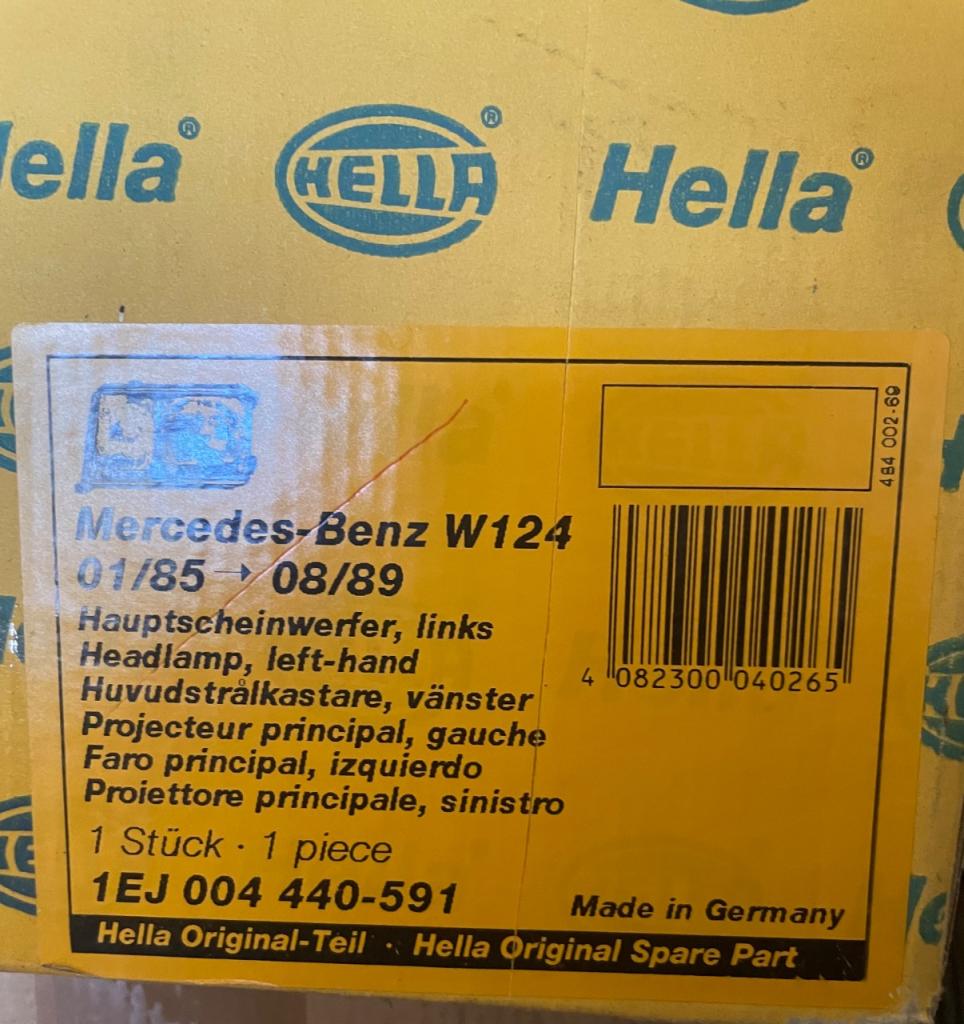 Hella®
HELLA®
Hella®
484 002-69
Mercedes-Benz W124
01/85 → 08/89
Hauptscheinwerfer, links
Headlamp, left-hand
Huvudstrålkastare, vänster
Projecteur principal, gauche
Faro principal, izquierdo
Proiettore principale, sinistro
4 082300 040265
1 Stück · 1 piece
1EJ 004 440-591
Made in Germany
Hella Original-Teil · Hella Original Spare Part